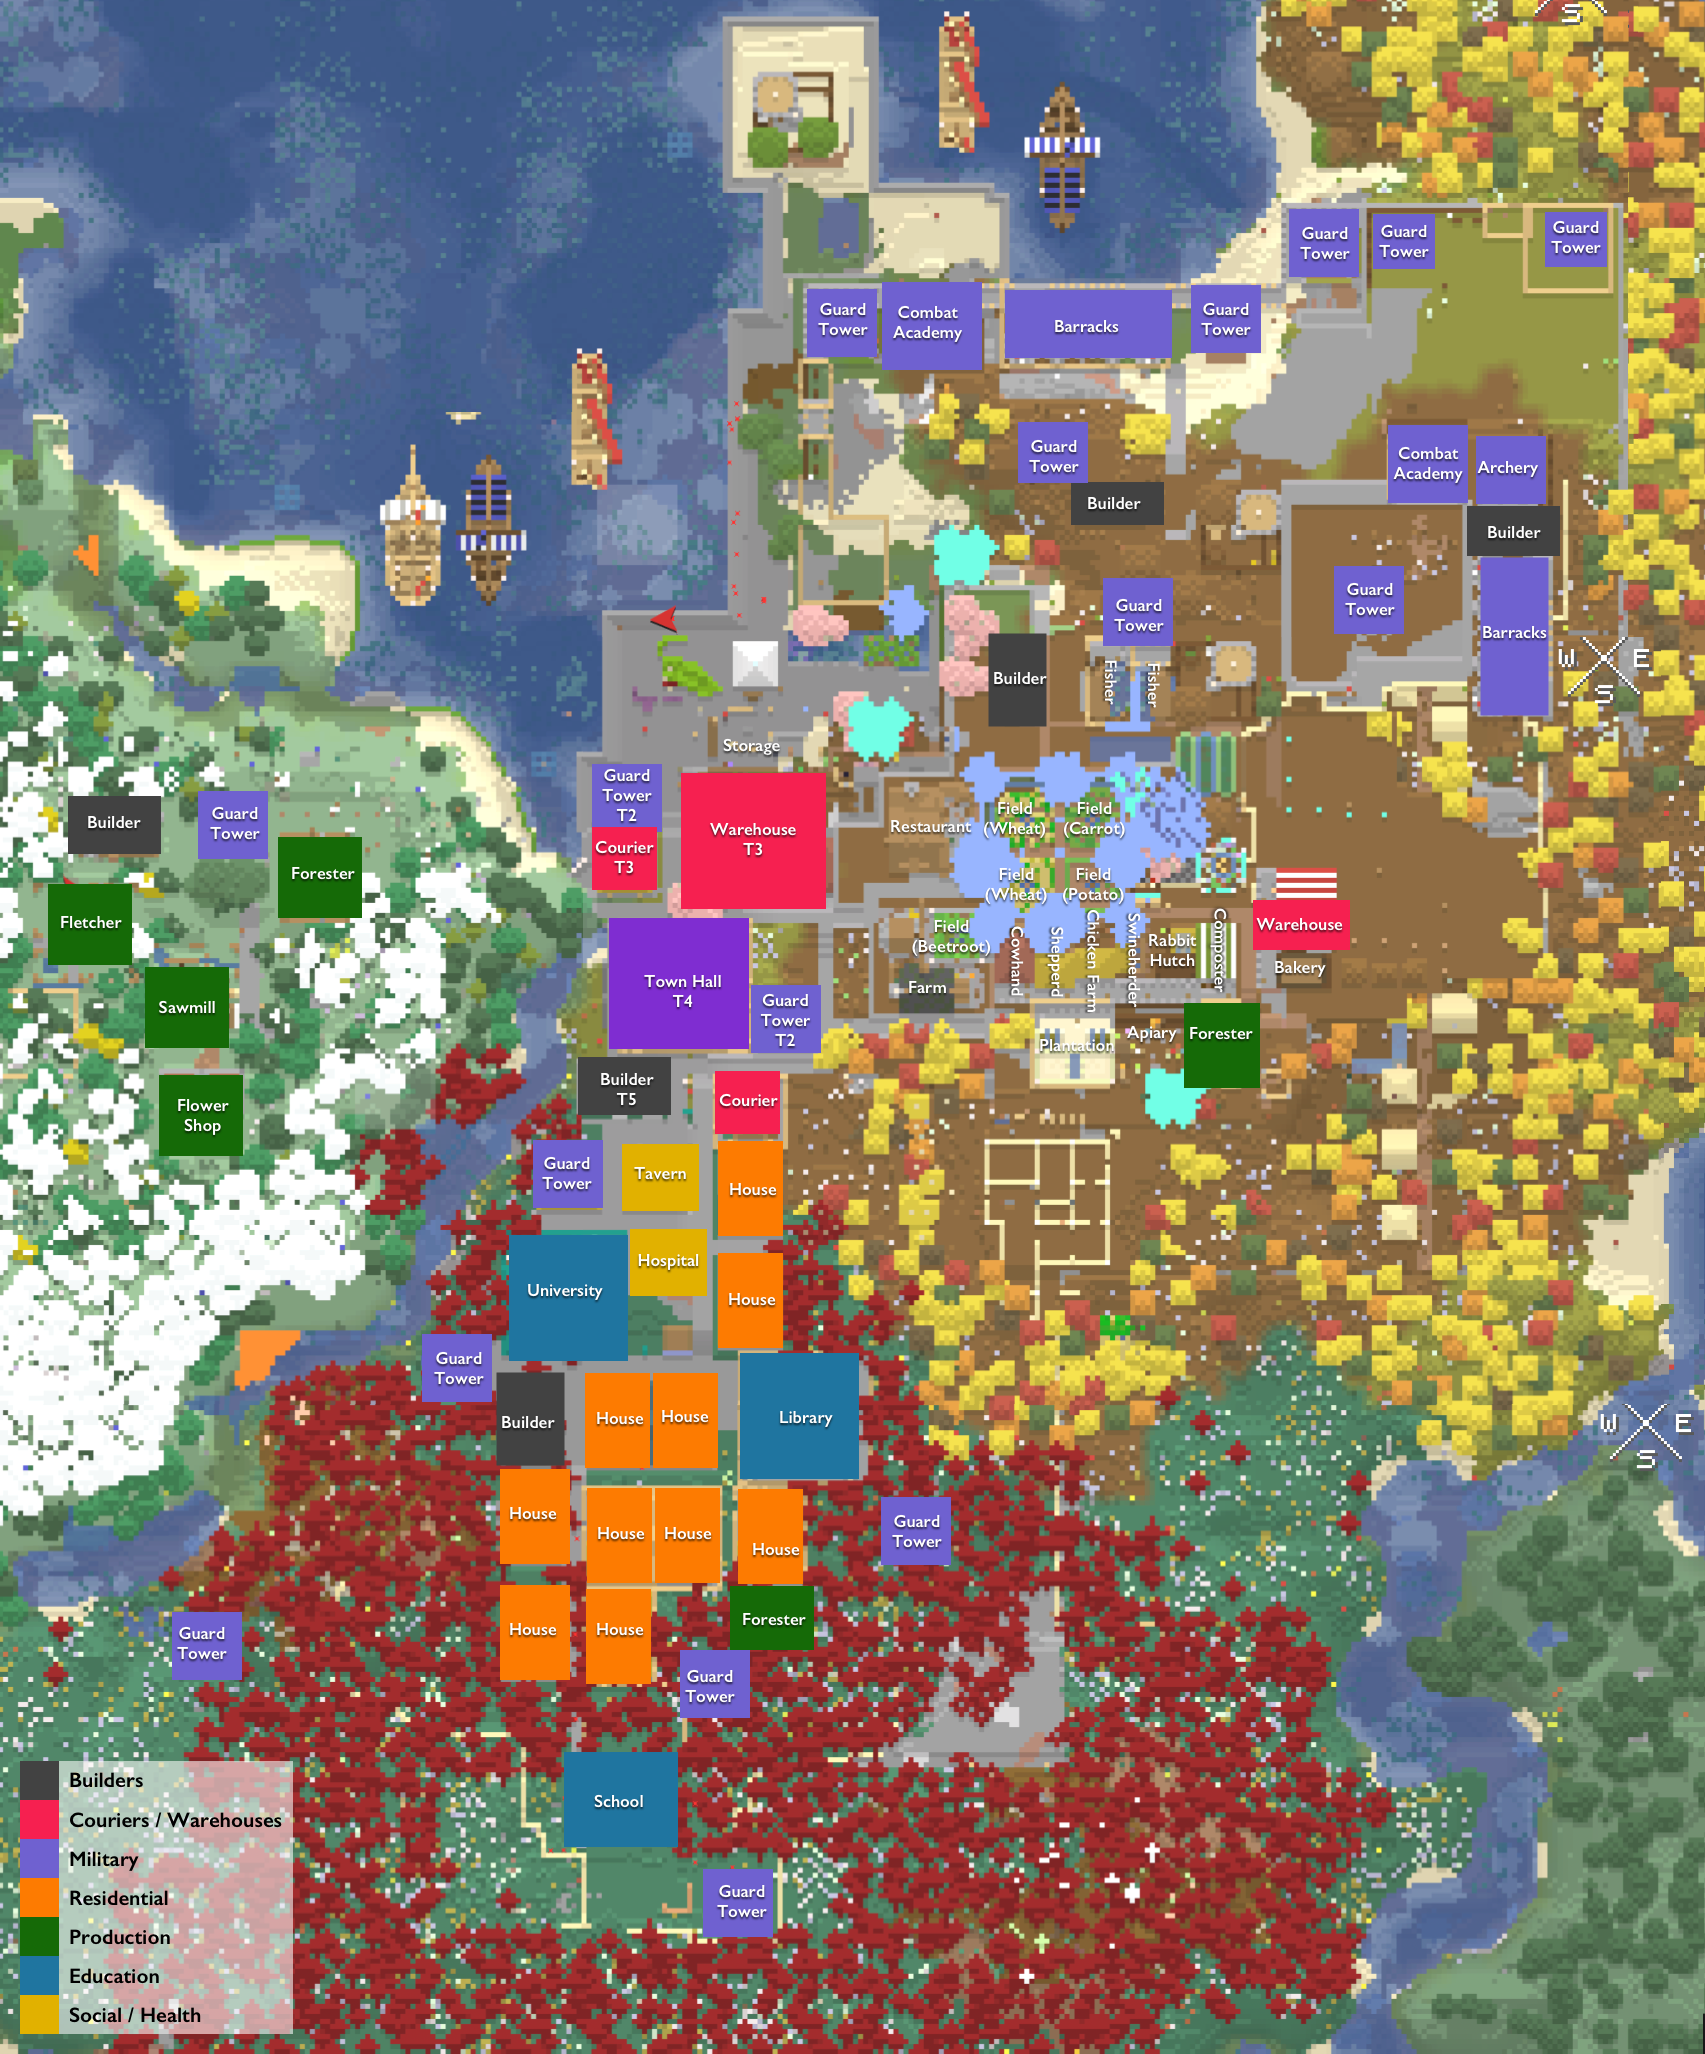 S
Guard
Tower
Guard
Tower
Guard
Tower
Guard
Tower
Combat
Academy
Barracks
Guard
Tower
Guard
Tower
Builder
Combat
Academy
Archery
Builder
Guard
Tower
Guard
Tower
Barracks
W E
S
Builder
Fisher
Fisher
Storage
Guard
Tower
T2
Warehouse
T3
Courier
T3
Restaurant
Field
(Wheat)
Field
(Carrot)
Field
(Wheat)
Field
(Potato)
Builder
Guard
Tower
Forester
Fletcher
Sawmill
Flower
Shop
Field
(Beetroot)
Cowhand
Shepperd
Chicken Farm
Swineherder
Rabbit
Hutch
Composter
Warehouse
Bakery
Farm
Town Hall
T4
Guard
Tower
T2
Plantation
Apiary
Forester
Builder
T5
Courier
Guard
Tower
Tavern
House
Hospital
University
House
Guard
Tower
Builder
House
House
Library
W E
S
House
House
House
House
Guard
Tower
House
House
Forester
Guard
Tower
Guard
Tower
School
Guard
Tower
Builders
Couriers / Warehouses
Military
Residential
Production
Education
Social / Health